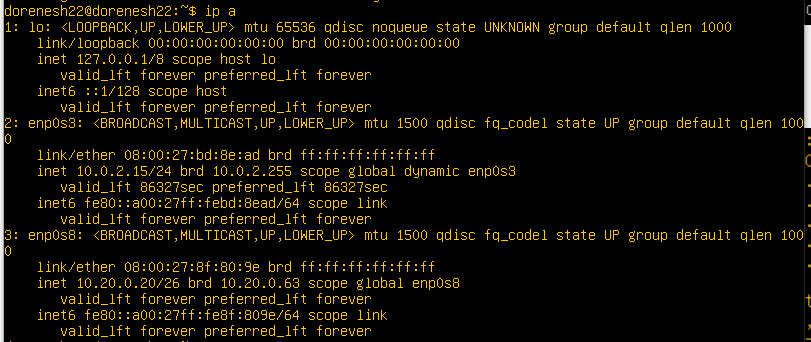 dorenesh22@dorenesh22:~$ ip a
1: lo: <LOOPBACK,UP,LOWER_UP> mtu 65536 qdisc noqueue state UNKNOWN group default qlen 1000
    link/loopback 00:00:00:00:00:00 brd 00:00:00:00:00:00
    inet 127.0.0.1/8 scope host lo
       valid_lft forever preferred_lft forever
    inet6 ::1/128 scope host
       valid_lft forever preferred_lft forever
2: enp0s3: <BROADCAST,MULTICAST,UP,LOWER_UP> mtu 1500 qdisc fq_codel state UP group default qlen 100
0
    link/ether 08:00:27:bd:8e:ad brd ff:ff:ff:ff:ff:ff
    inet 10.0.2.15/24 brd 10.0.2.255 scope global dynamic enp0s3
       valid_lft 86327sec preferred_lft 86327sec
    inet6 fe80::a00:27ff:febd:8ead/64 scope link
       valid_lft forever preferred_lft forever
3: enp0s8: <BROADCAST,MULTICAST,UP,LOWER_UP> mtu 1500 qdisc fq_codel state UP group default qlen 100
0
    link/ether 08:00:27:8f:80:9e brd ff:ff:ff:ff:ff:ff
    inet 10.20.0.20/26 brd 10.20.0.63 scope global enp0s8
       valid_lft forever preferred_lft forever
    inet6 fe80::a00:27ff:fe8f:809e/64 scope link
       valid_lft forever preferred_lft forever